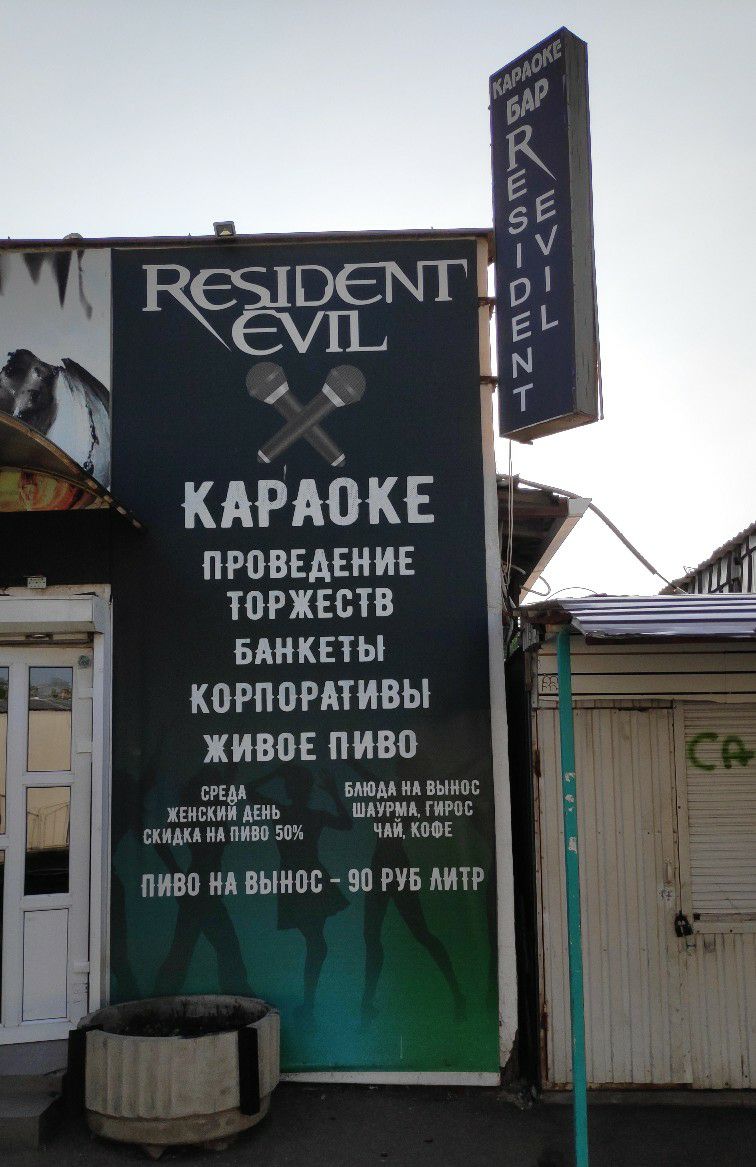 КАРАОКЕ
БАР
RESIDENT
EVIL
RESIDENT
EVIL
КАРАОКЕ
ПРОВЕДЕНИЕ
ТОРЖЕСТВ
БАНКЕТЫ
КОРПОРАТИВЫ
ЖИВОЕ ПИВО
СРЕДА
ЖЕНСКИЙ ДЕНЬ
СКИДКА НА ПИВО 50%
БЛЮДА НА ВЫНОС
ШАУРМА, ГИРОС
ЧАЙ, КОФЕ
ПИВО НА ВЫНОС - 90 РУБ ЛИТР
СА